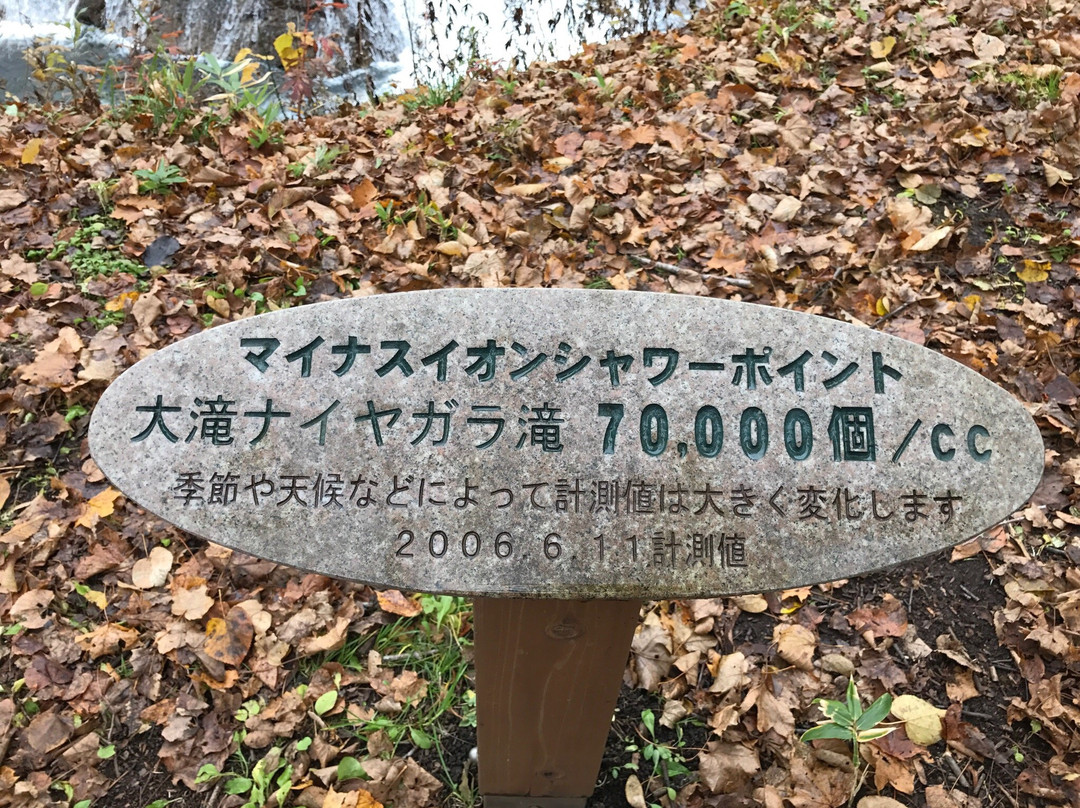 マイナスイオンシャワーポイント
大滝ナイヤガラ滝 70,000個/cc
季節や天候などによって計測値は大きく変化します
2006.6.11計測値